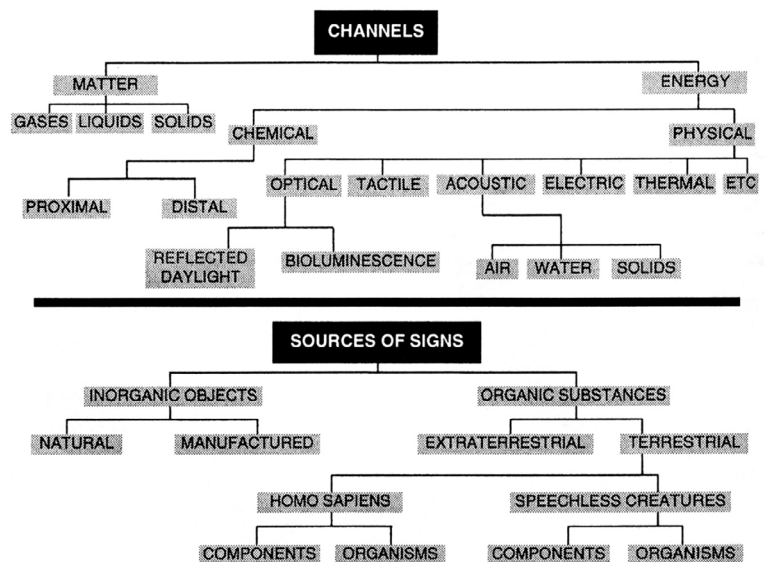 CHANNELS
MATTER
ENERGY
GASES
LIQUIDS
SOLIDS
CHEMICAL
PHYSICAL
OPTICAL
TACTILE
ACOUSTIC
ELECTRIC
THERMAL
ETC
PROXIMAL
DISTAL
REFLECTED
DAYLIGHT
BIOLUMINESCENCE
AIR
WATER
SOLIDS
SOURCES OF SIGNS
INORGANIC OBJECTS
ORGANIC SUBSTANCES
NATURAL
MANUFACTURED
EXTRATERRESTRIAL
TERRESTRIAL
HOMO SAPIENS
SPEECHLESS CREATURES
COMPONENTS
ORGANISMS
COMPONENTS
ORGANISMS